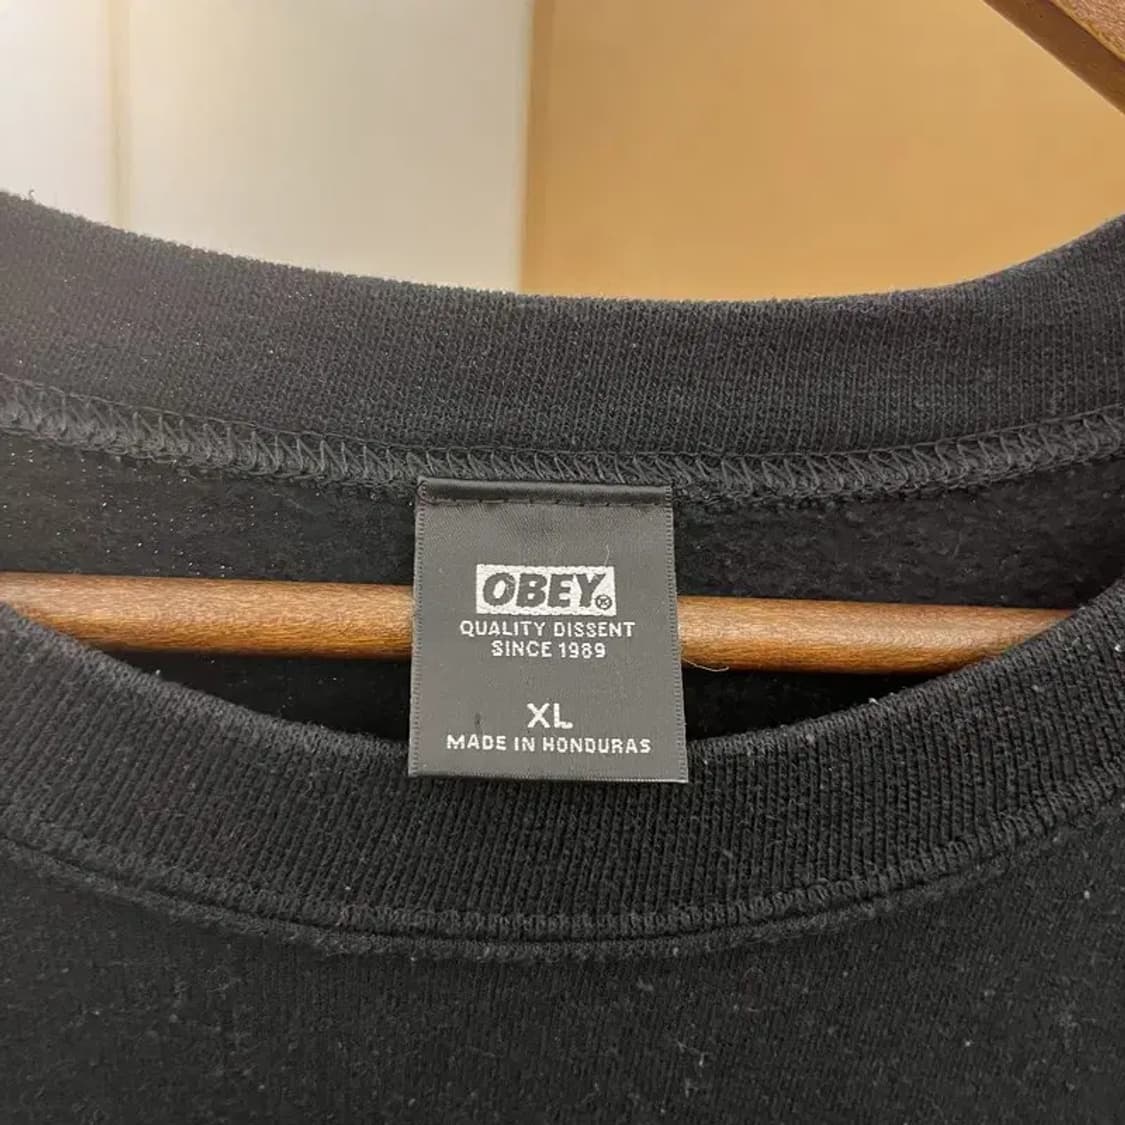 OBEY®
QUALITY DISSENT
SINCE 1989
XL
MADE IN HONDURAS